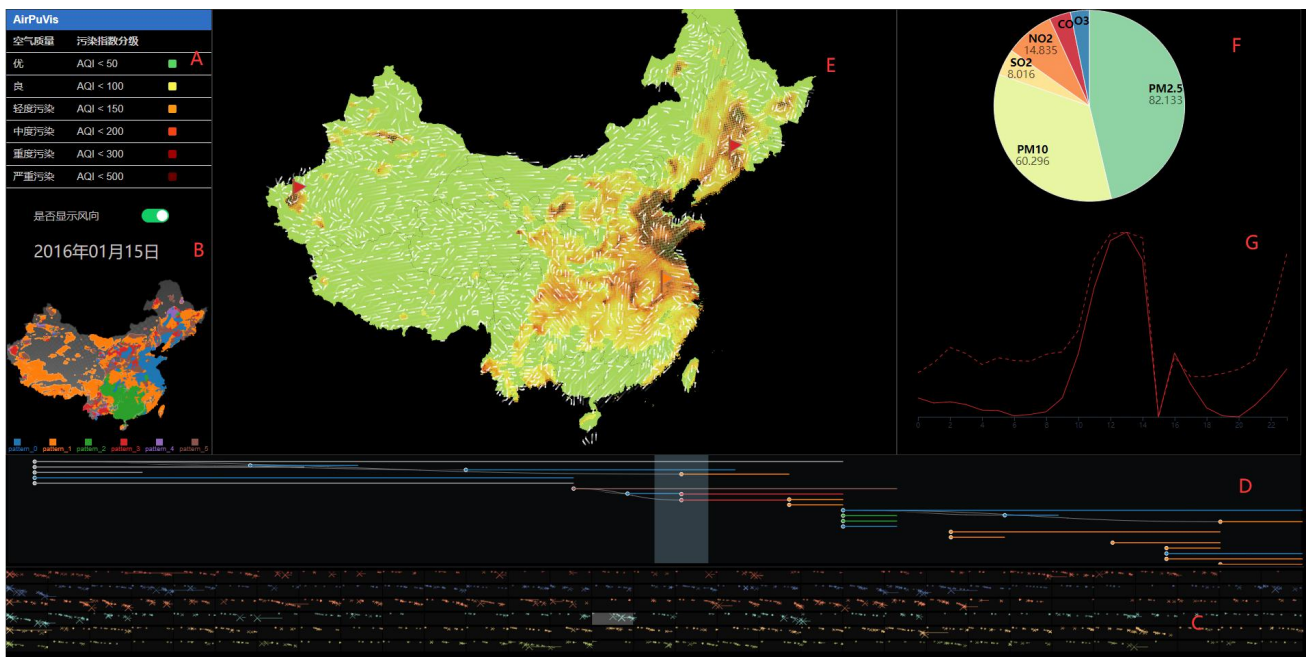 AirPuVis
空气质量 污染指数分级
优 AQI < 50
A
良 AQI < 100
轻度污染 AQI < 150
中度污染 AQI < 200
重度污染 AQI < 300
严重污染 AQI < 500
是否显示风向
2016年01月15日
B
pattern_0 pattern_1 pattern_2 pattern_3 pattern_4 pattern_5
E
F
CO O3
NO2
14.835
SO2
8.016
PM2.5
82.133
PM10
60.296
G
0 2 4 6 8 10 12 14 16 18 20 22
D
C